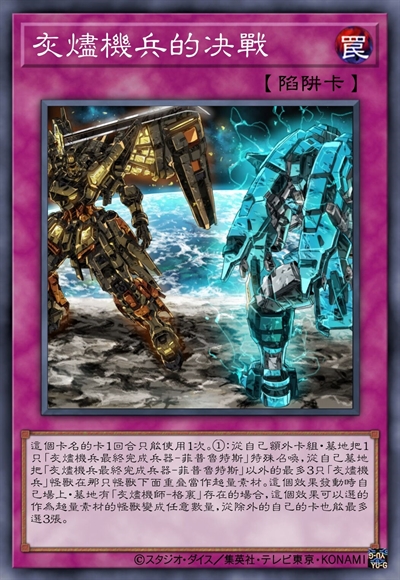 灰燼機兵的決戰
罠
【陷阱卡】
這個卡名的卡1回合只能使用1次。①：從自己額外卡組·墓地把1
只「灰燼機兵最終完成兵器-菲普魯特斯」特殊召喚，從自己墓地
把「灰燼機兵最終完成兵器-菲普魯特斯」以外的最多3只「灰燼機
兵」怪獸在那只怪獸下面重疊當作超量素材。這個效果發動時自
己場上·墓地有「灰燼機師-格裏」存在的場合，這個效果可以選的
作為超量素材的怪獸變成任意數量，從除外的自己的卡也能最多
選3張。
©スタジオ·ダイス／集英社·テレビ東京·KONAMI